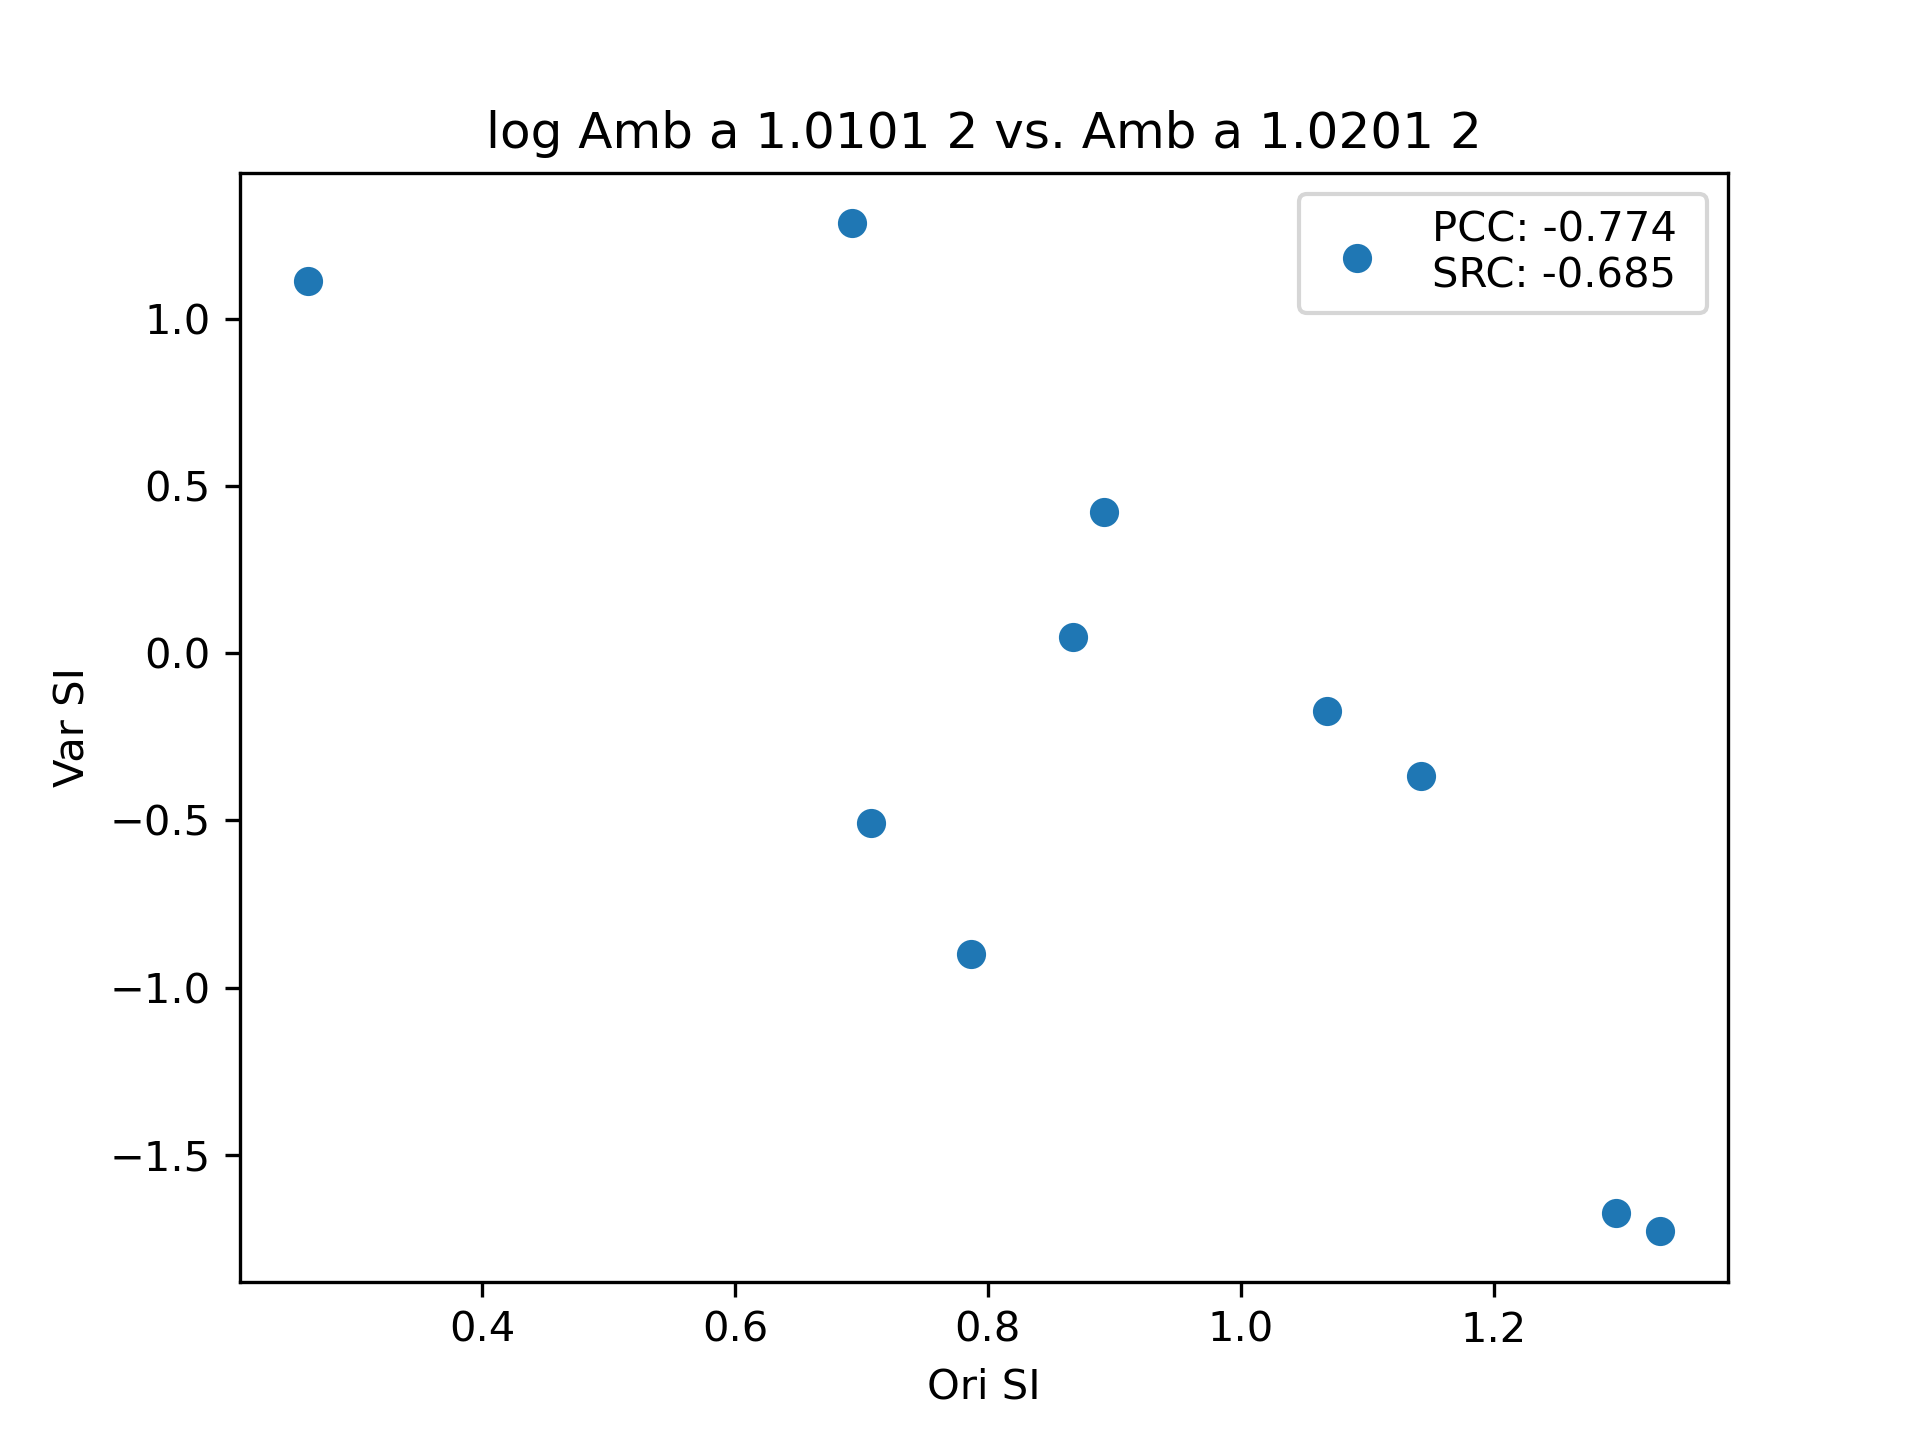 log Amb a 1.0101 2 vs. Amb a 1.0201 2
PCC: -0.774
SRC: -0.685
1.0
0.5
0.0
−0.5
−1.0
−1.5
Var SI
0.4 0.6 0.8 1.0 1.2
Ori SI